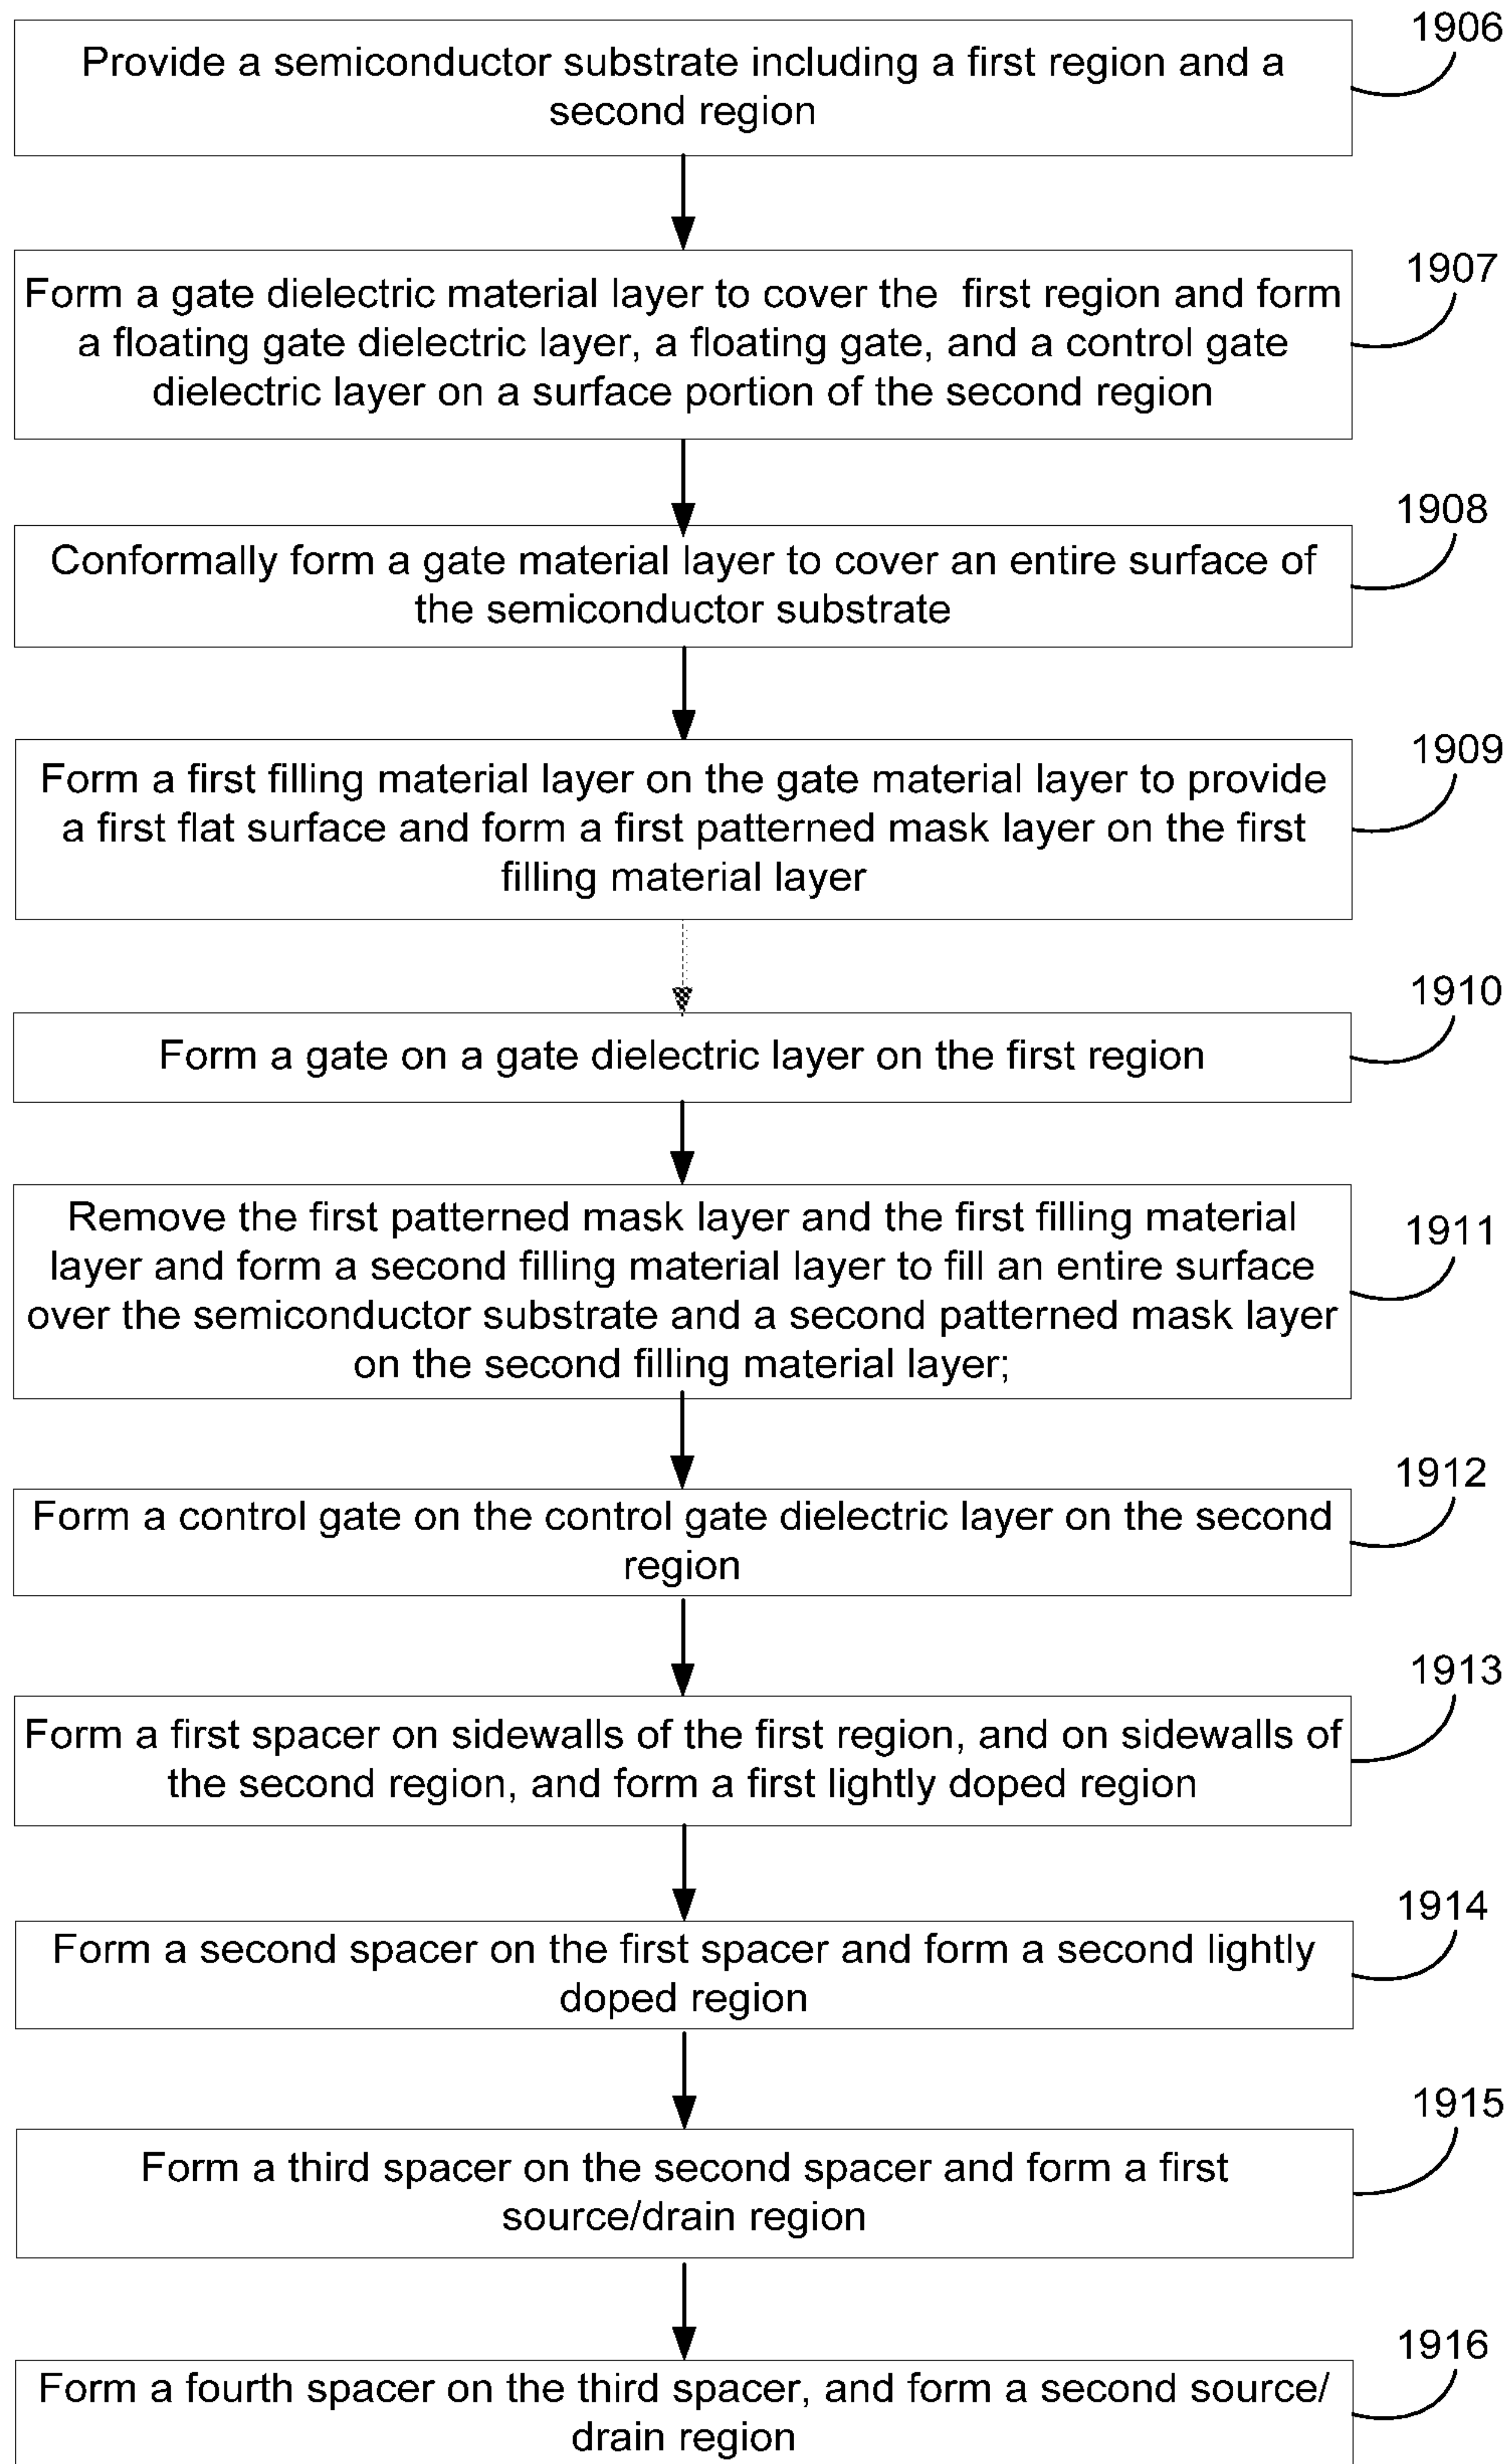 1906
Provide a semiconductor substrate including a first region and a
second region
1907
Form a gate dielectric material layer to cover the first region and form
a floating gate dielectric layer, a floating gate, and a control gate
dielectric layer on a surface portion of the second region
1908
Conformally form a gate material layer to cover an entire surface of
the semiconductor substrate
1909
Form a first filling material layer on the gate material layer to provide
a first flat surface and form a first patterned mask layer on the first
filling material layer
1910
Form a gate on a gate dielectric layer on the first region
1911
Remove the first patterned mask layer and the first filling material
layer and form a second filling material layer to fill an entire surface
over the semiconductor substrate and a second patterned mask layer
on the second filling material layer;
1912
Form a control gate on the control gate dielectric layer on the second
region
1913
Form a first spacer on sidewalls of the first region, and on sidewalls of
the second region, and form a first lightly doped region
1914
Form a second spacer on the first spacer and form a second lightly
doped region
1915
Form a third spacer on the second spacer and form a first
source/drain region
1916
Form a fourth spacer on the third spacer, and form a second source/
drain region